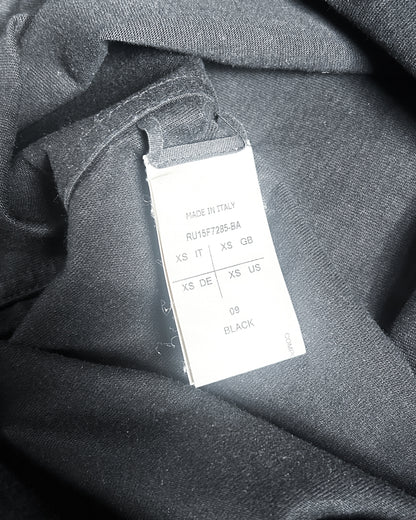 MADE IN ITALY
RU15F7285-BA
XS IT XS GB
XS DE XS US
09
BLACK